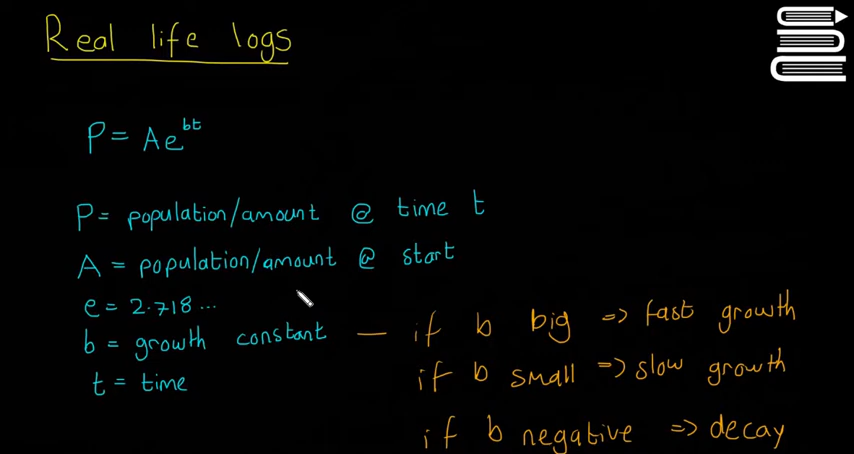 Real life logs
P = Ae^bt
P = population/amount @ time t
A = population/amount @ start
e = 2.718...
b = growth constant — if b big => fast growth
if b small => slow growth
t = time
if b negative => decay